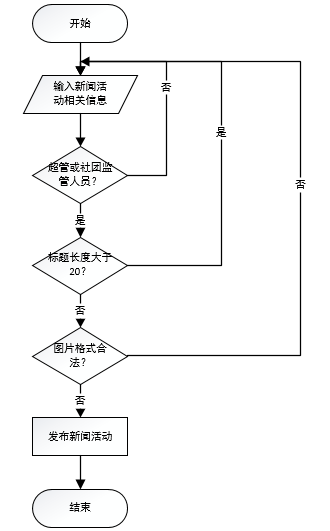 开始
输入新闻活
动相关信息
否
是
超管或社团监
管人员?
否
是
标题长度大于
20?
否
图片格式合
法?
否
发布新闻活动
结束